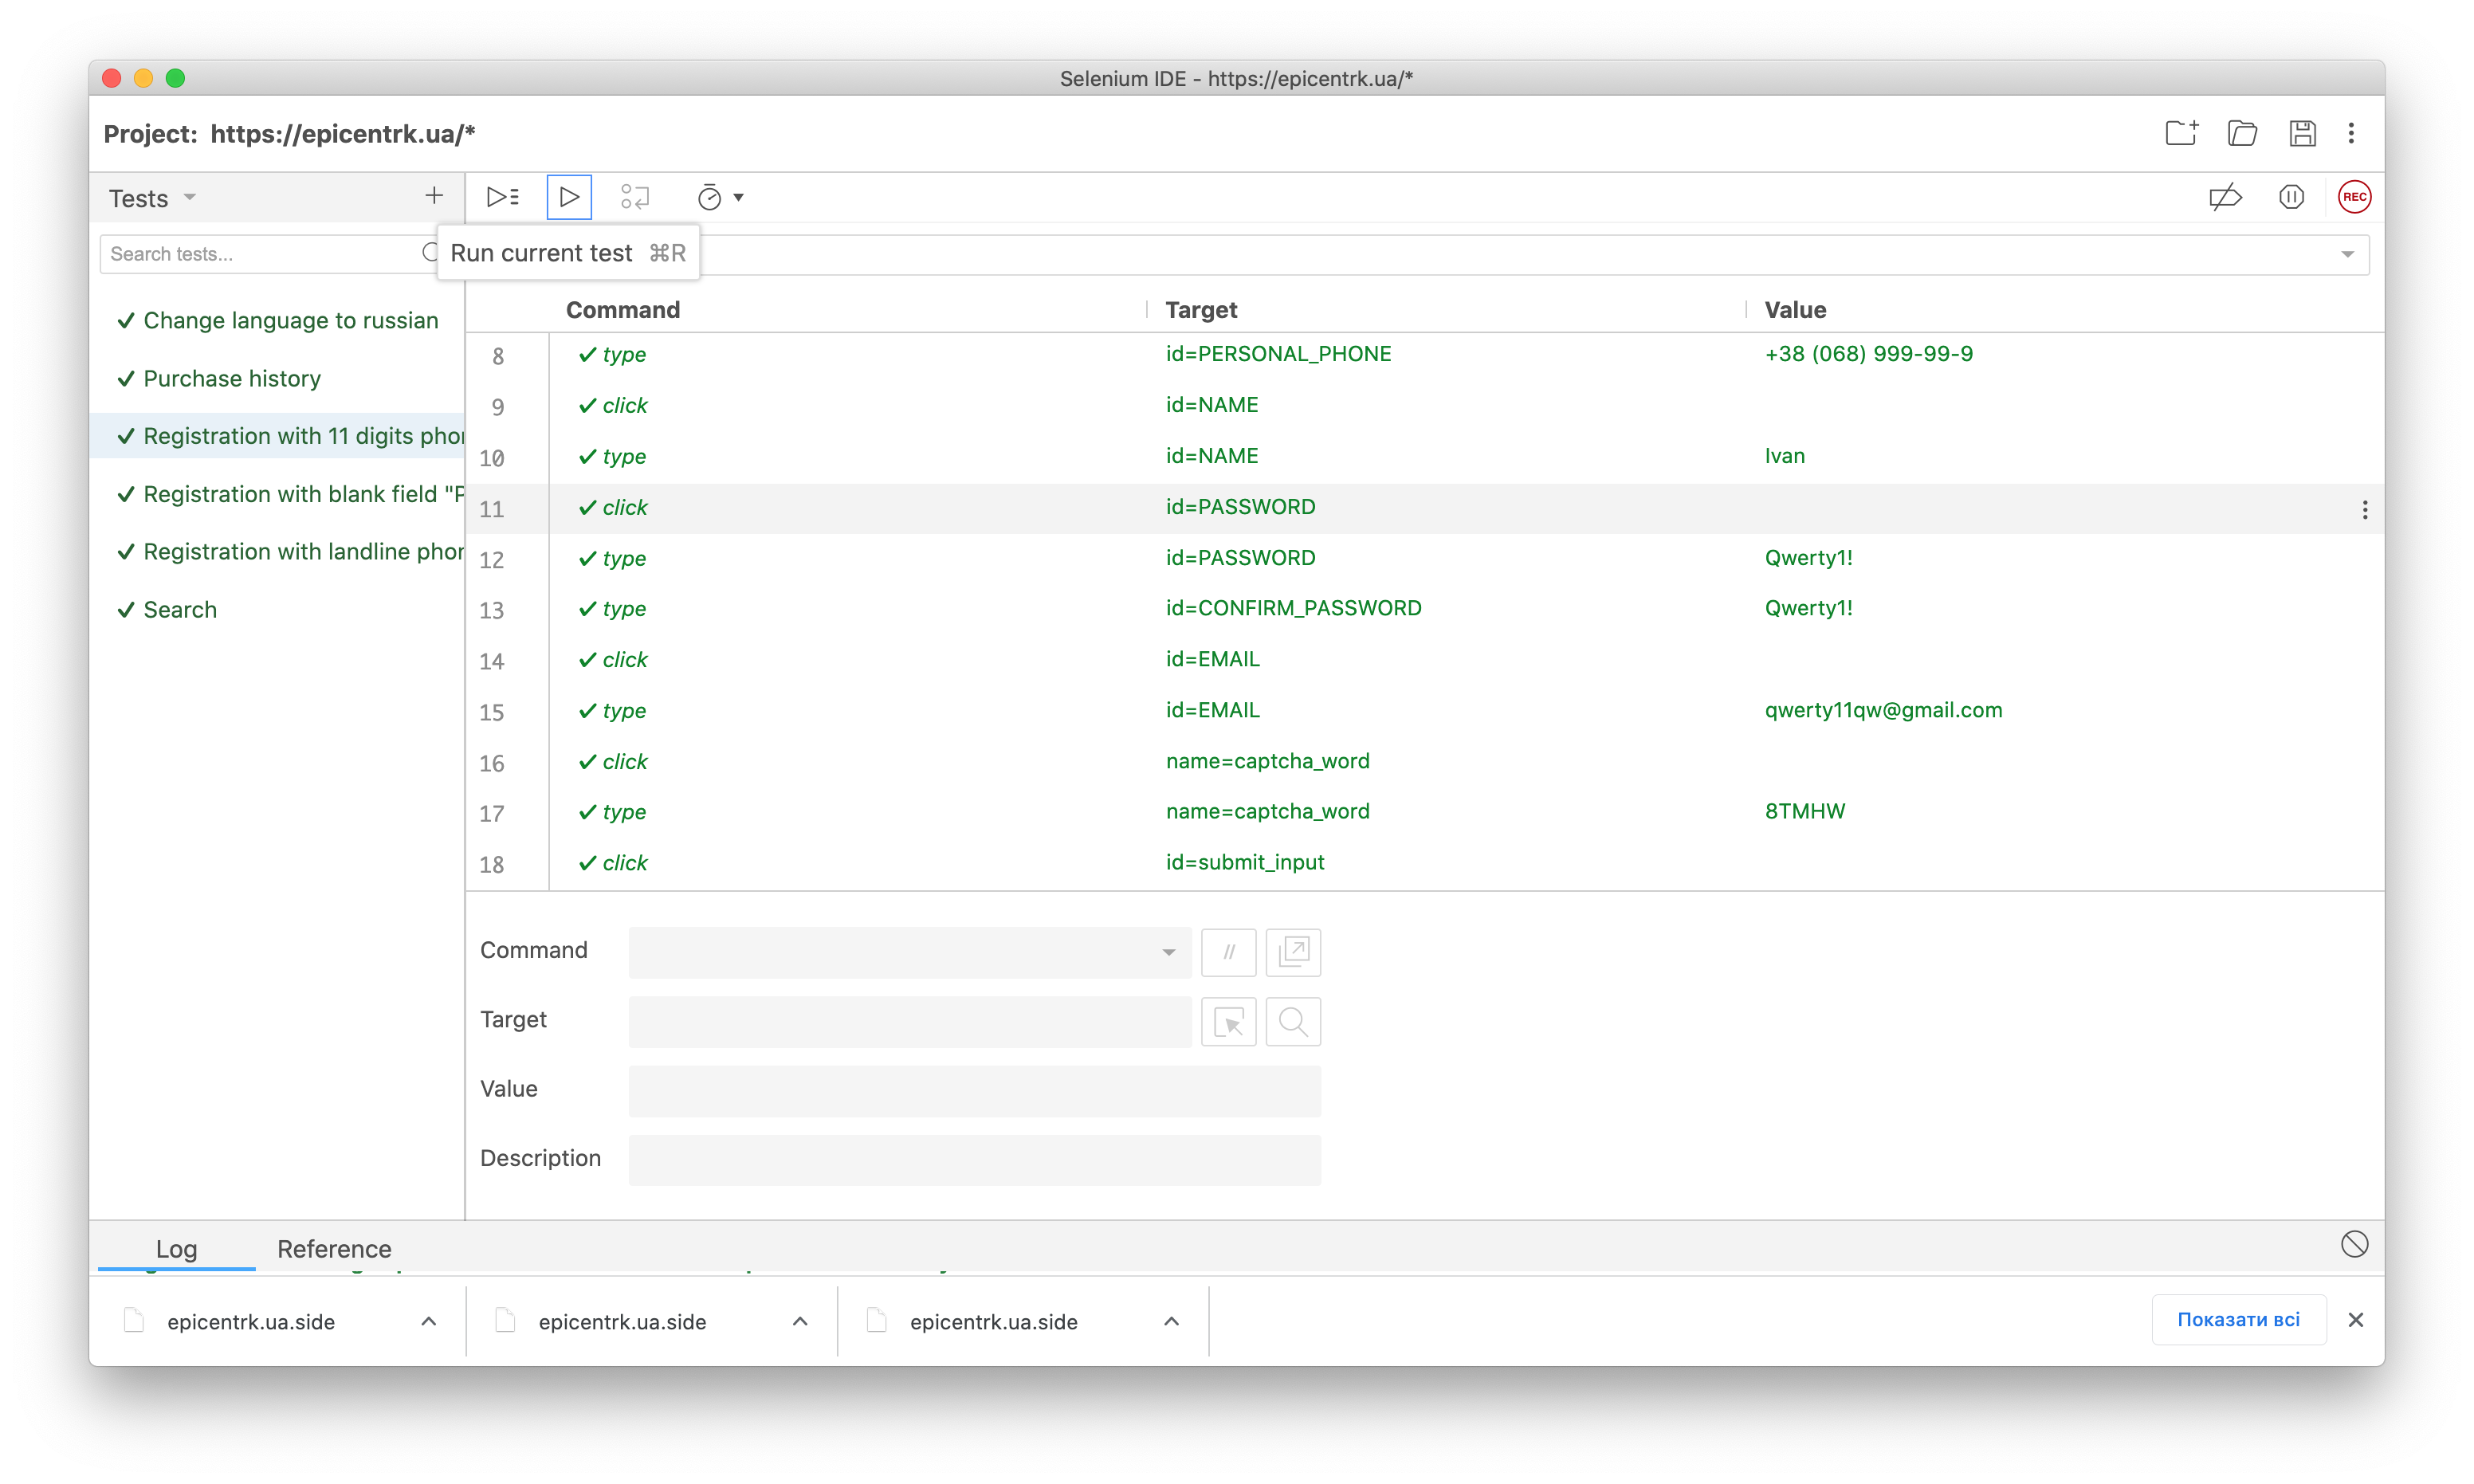 Selenium IDE - https://epicentrk.ua/*
Project: https://epicentrk.ua/*
Tests
REC
Search tests...
Run current test ⌘R
Command Target Value
Change language to russian
Purchase history
Registration with 11 digits phon
Registration with blank field "P
Registration with landline phon
Search
8 type id=PERSONAL_PHONE +38 (068) 999-99-9
9 click id=NAME
10 type id=NAME Ivan
11 click id=PASSWORD
12 type id=PASSWORD Qwerty1!
13 type id=CONFIRM_PASSWORD Qwerty1!
14 click id=EMAIL
15 type id=EMAIL qwerty11qw@gmail.com
16 click name=captcha_word
17 type name=captcha_word 8TMHW
18 click id=submit_input
Command //
Target
Value
Description
Log Reference
epicentrk.ua.side epicentrk.ua.side epicentrk.ua.side Показати всі